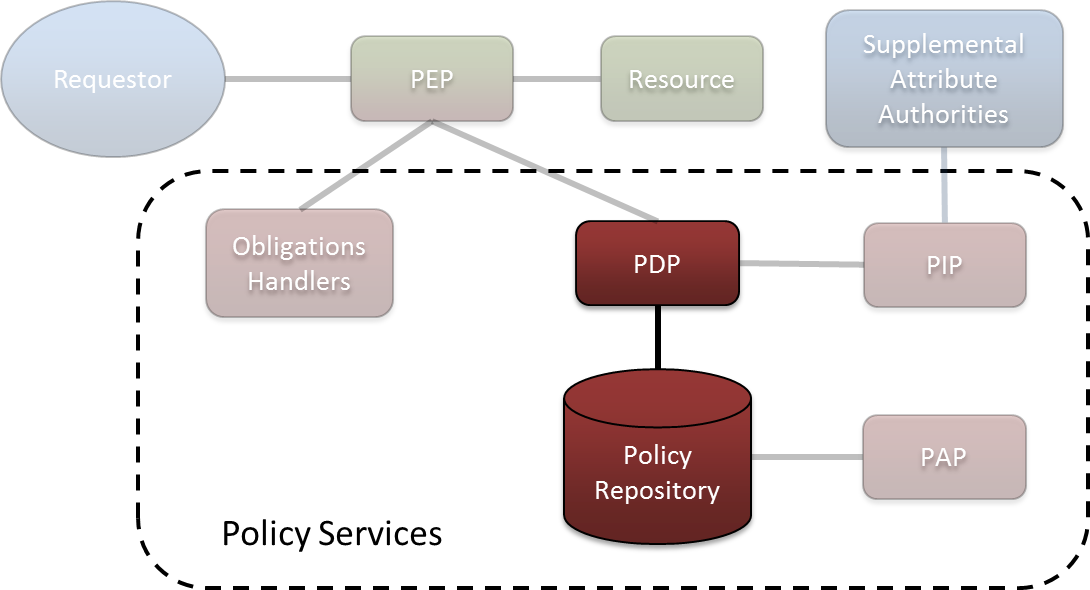 Requestor
PEP
Resource
Supplemental
Attribute
Authorities
Obligations
Handlers
PDP
PIP
Policy
Repository
PAP
Policy Services